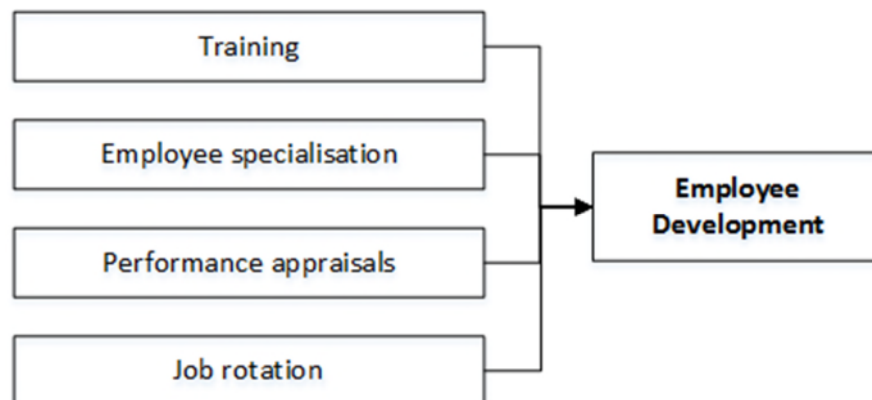 Training
Employee specialisation
Employee
Development
Performance appraisals
Job rotation